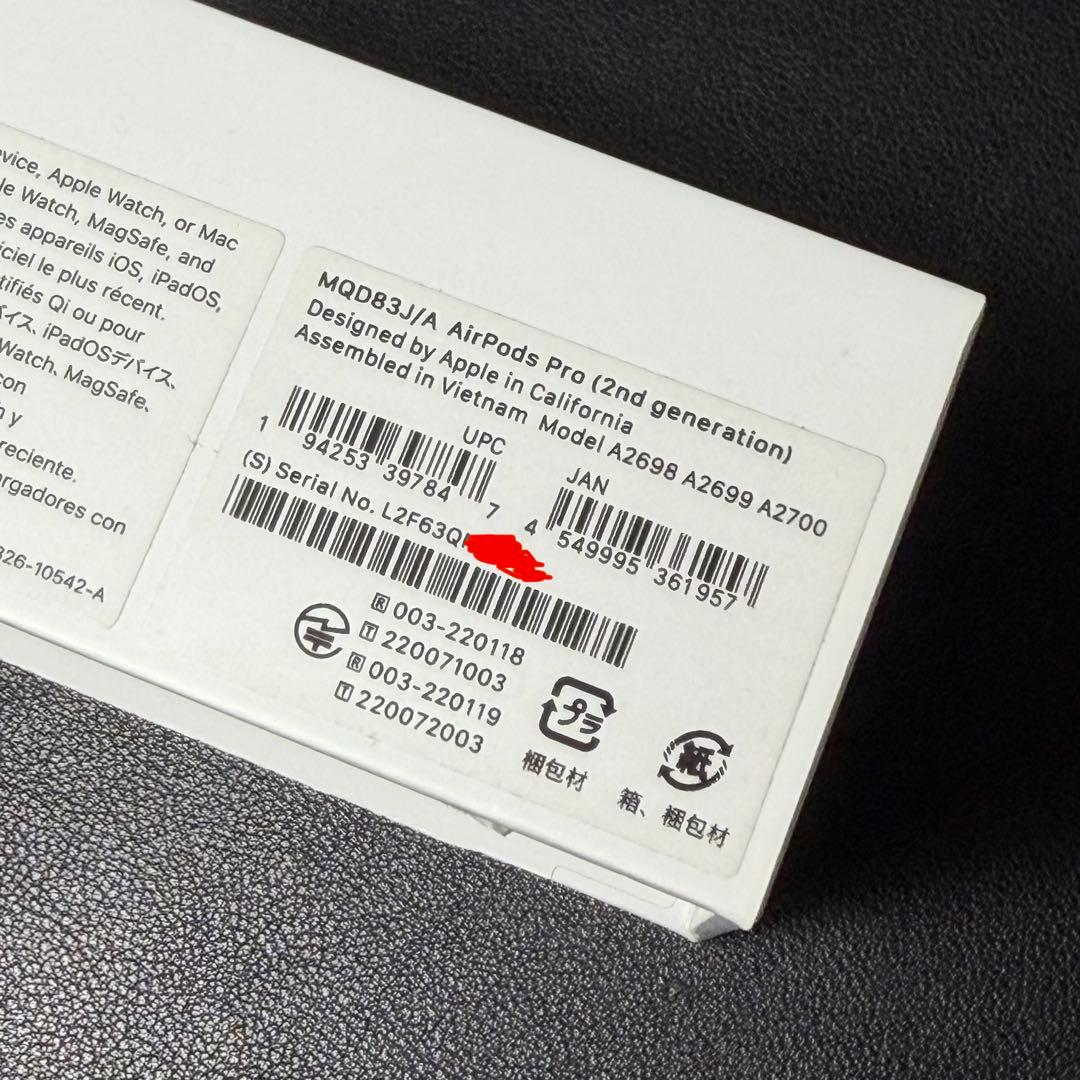 vice, Apple Watch, or Mac
le Watch, MagSafe, and
es appareils iOS, iPadOS,
iciel le plus récent.
tifiés Qi ou pour
バイス、iPadOSデバイス、
Watch、MagSafe、
con
h y
reciente.
argadores con
326-10542-A
MQD83J/A AirPods Pro (2nd generation)
Designed by Apple in California
Assembled in Vietnam Model A2698 A2699 A2700
UPC
1 94253 39784 7
JAN
4 549995 361957
(S) Serial No. L2F63Q
R 003-220118
T 220071003
R 003-220119
T 220072003
プラ
梱包材
紙
箱、梱包材